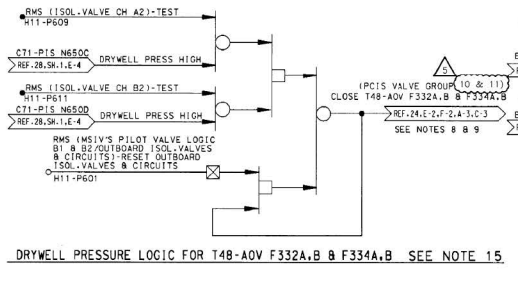 RMS (ISOL.VALVE CH A2)-TEST
H11-P609
C71-PIS N650C
REF.28,SH.1,E-4
DRYWELL PRESS HIGH
RMS (ISOL.VALVE CH B2)-TEST
H11-P611
C71-PIS N650D
REF.28,SH.1,E-4
DRYWELL PRESS HIGH
RMS (MSIV'S PILOT VALVE LOGIC
B1 & B2/OUTBOARD ISOL.VALVES
& CIRCUITS)-RESET OUTBOARD
ISOL.VALVES & CIRCUITS
H11-P601
5
(PCIS VALVE GROUP 10 & 11)
CLOSE T48-AOV F332A,B & F334A,B
REF.24,E-2,F-2,A-3,C-3
SEE NOTES 8 & 9
DRYWELL PRESSURE LOGIC FOR T48-AOV F332A,B & F334A,B SEE NOTE 15